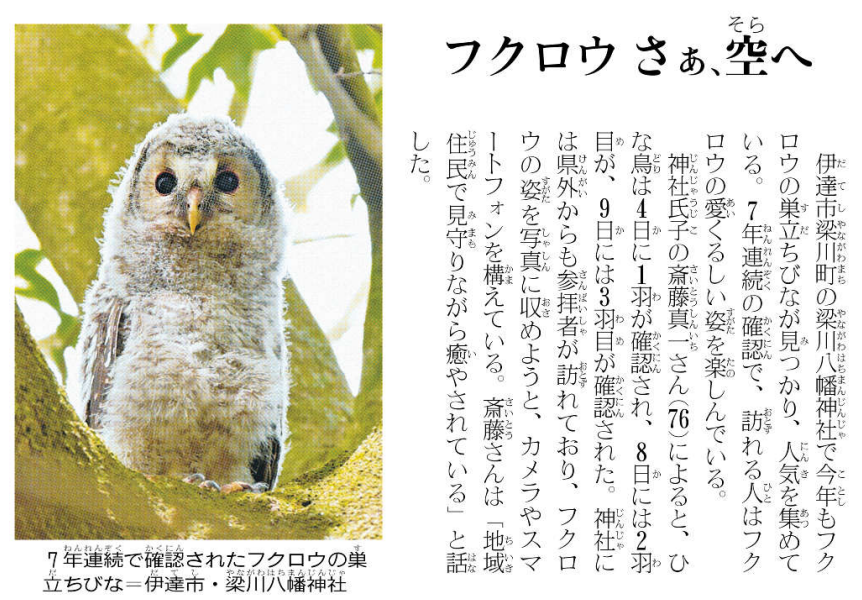 フクロウ さぁ、空へ
伊達市梁川町の梁川八幡神社で今年もフク
ロウの巣立ちびなが見つかり、人気を集めて
いる。7年連続の確認で、訪れる人はフク
ロウの愛くるしい姿を楽しんでいる。
神社氏子の斎藤真一さん(76)によると、ひ
な鳥は4日に1羽が確認され、8日には2羽
目が、9日には3羽目が確認された。神社に
は県外からも参拝者が訪れており、フクロ
ウの姿を写真に収めようと、カメラやスマ
ートフォンを構えている。斎藤さんは「地域
住民で見守りながら癒やされている」と話
した。
7年連続で確認されたフクロウの巣
立ちびな=伊達市・梁川八幡神社